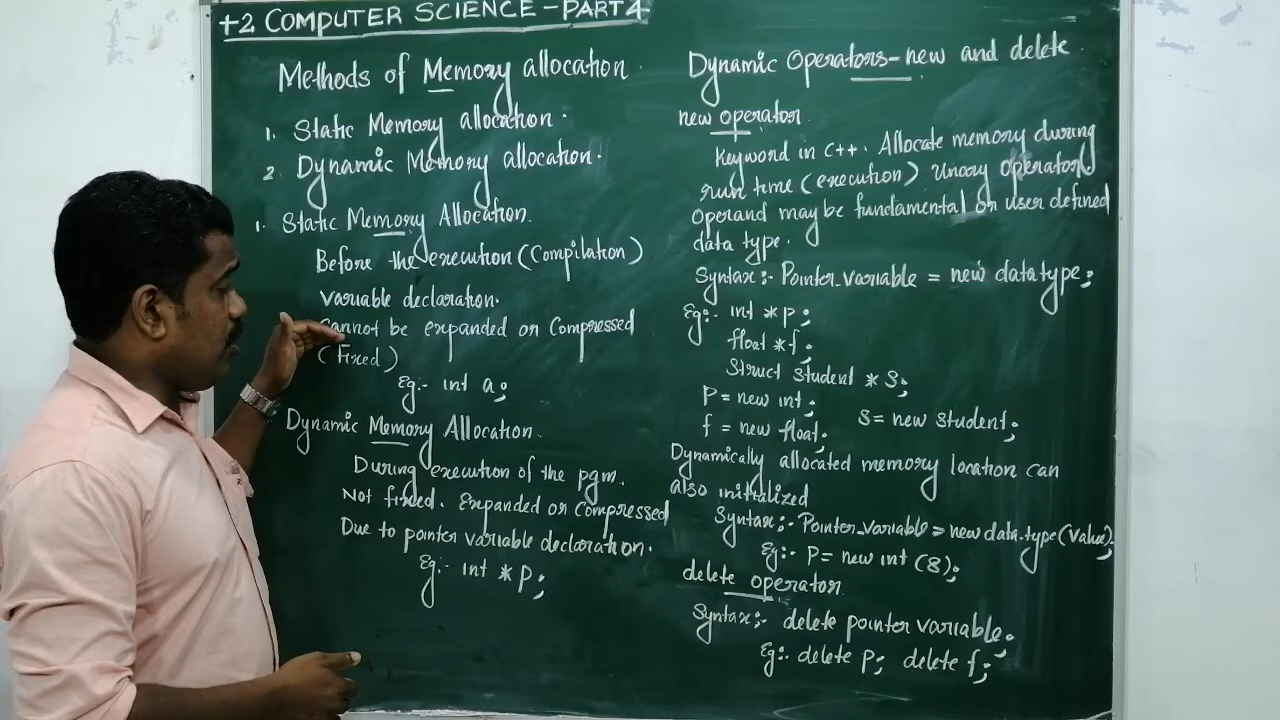 +2 COMPUTER SCIENCE - PART 4
Methods of Memory allocation.
1. Static Memory allocation.
2. Dynamic Memory allocation.
1. Static Memory Allocation.
Before the execution (Compilation)
variable declaration.
Cannot be expanded or Compressed
(Fixed)
Eg:- int a;
Dynamic Memory Allocation.
During execution of the pgm.
Not fixed. Expanded or Compressed
Due to pointer variable declaration.
Eg:- int *p;
Dynamic Operators - new and delete.
new operator.
Keyword in C++. Allocate memory during
run time (execution) Unary Operator
Operand may be fundamental or user defined
data type.
Syntax:- Pointer_variable = new datatype;
Eg:- int *p;
float *f;
Struct Student *S;
P = new int;
S = new Student;
f = new float;
Dynamically allocated memory location can
also initialized
Syntax:- Pointer_variable = new data-type (value);
Eg:- P = new int (8);
delete operator.
Syntax:- delete pointer variable;
Eg:- delete p; delete f;